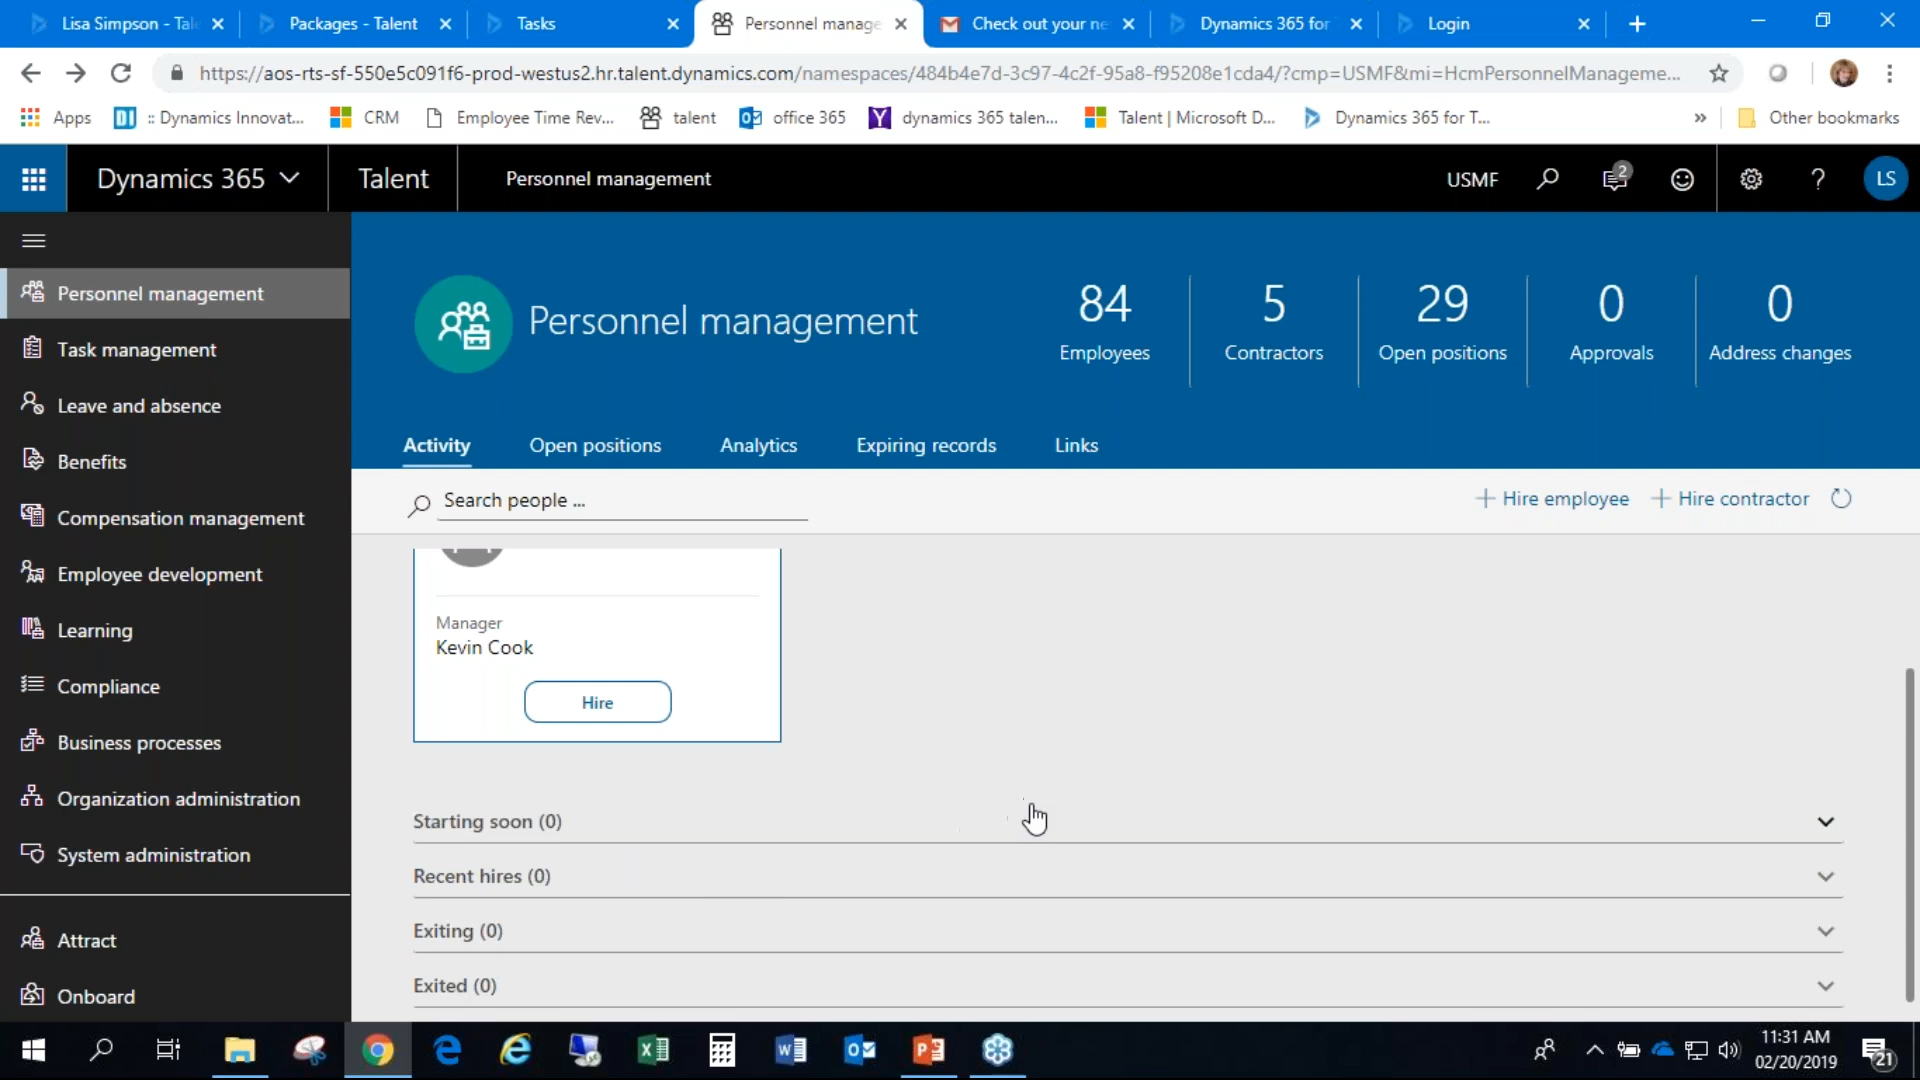 Lisa Simpson - Tal
Packages - Talent
Tasks
Personnel manage
Check out your ne
Dynamics 365 for
Login
https://aos-rts-sf-550e5c091f6-prod-westus2.hr.talent.dynamics.com/namespaces/484b4e7d-3c97-4c2f-95a8-f95208e1cda4/?cmp=USMF&mi=HcmPersonnelManageme...
Apps
:: Dynamics Innovat...
CRM
Employee Time Rev...
talent
office 365
dynamics 365 talen...
Talent | Microsoft D...
Dynamics 365 for T...
»
Other bookmarks
Dynamics 365
Talent
Personnel management
USMF
2
?
LS
Personnel management
Task management
Leave and absence
Benefits
Compensation management
Employee development
Learning
Compliance
Business processes
Organization administration
System administration
Attract
Onboard
Personnel management
84
Employees
5
Contractors
29
Open positions
0
Approvals
0
Address changes
Activity
Open positions
Analytics
Expiring records
Links
Search people ...
+ Hire employee
+ Hire contractor
Manager
Kevin Cook
Hire
Starting soon (0)
Recent hires (0)
Exiting (0)
Exited (0)
11:31 AM
02/20/2019
21